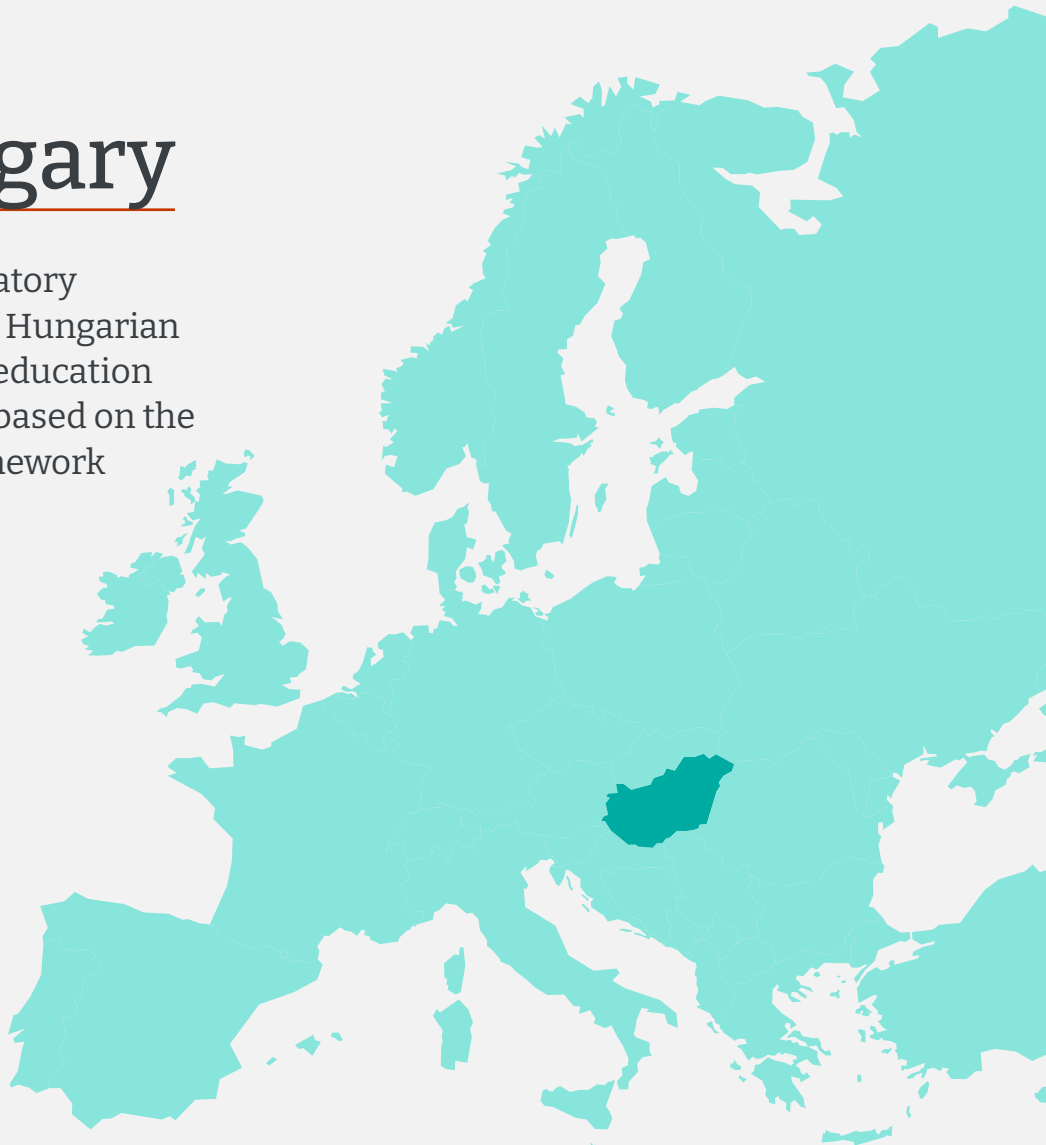 gary
atory
Hungarian
education
based on the
nework